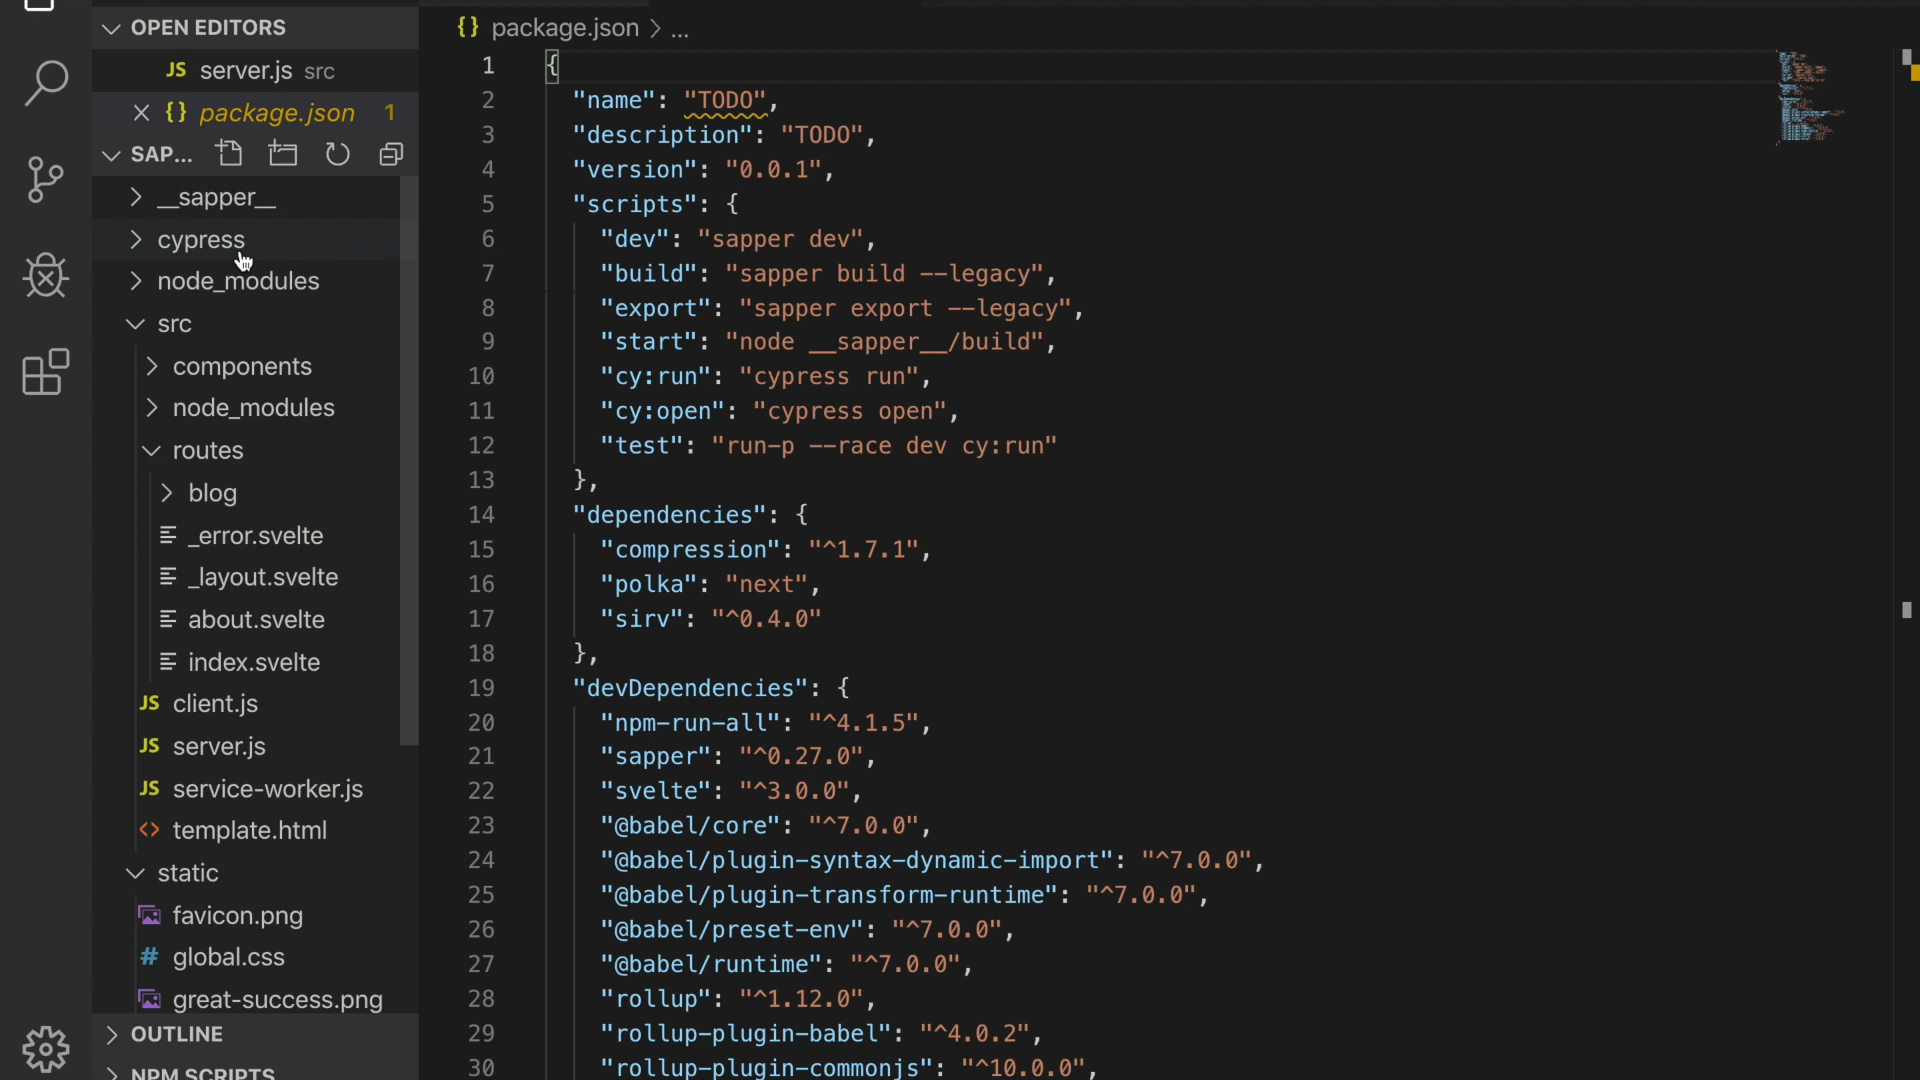 OPEN EDITORS
JS server.js src
{} package.json 1
SAP...
__sapper__
cypress
node_modules
src
components
node_modules
routes
blog
_error.svelte
_layout.svelte
about.svelte
index.svelte
JS client.js
JS server.js
JS service-worker.js
<> template.html
static
favicon.png
# global.css
great-success.png
OUTLINE
NPM SCRIPTS
{} package.json > ...
1 {
2 "name": "TODO",
3 "description": "TODO",
4 "version": "0.0.1",
5 "scripts": {
6 "dev": "sapper dev",
7 "build": "sapper build --legacy",
8 "export": "sapper export --legacy",
9 "start": "node __sapper__/build",
10 "cy:run": "cypress run",
11 "cy:open": "cypress open",
12 "test": "run-p --race dev cy:run"
13 },
14 "dependencies": {
15 "compression": "^1.7.1",
16 "polka": "next",
17 "sirv": "^0.4.0"
18 },
19 "devDependencies": {
20 "npm-run-all": "^4.1.5",
21 "sapper": "^0.27.0",
22 "svelte": "^3.0.0",
23 "@babel/core": "^7.0.0",
24 "@babel/plugin-syntax-dynamic-import": "^7.0.0",
25 "@babel/plugin-transform-runtime": "^7.0.0",
26 "@babel/preset-env": "^7.0.0",
27 "@babel/runtime": "^7.0.0",
28 "rollup": "^1.12.0",
29 "rollup-plugin-babel": "^4.0.2",
30 "rollup-plugin-commonjs": "^10.0.0",